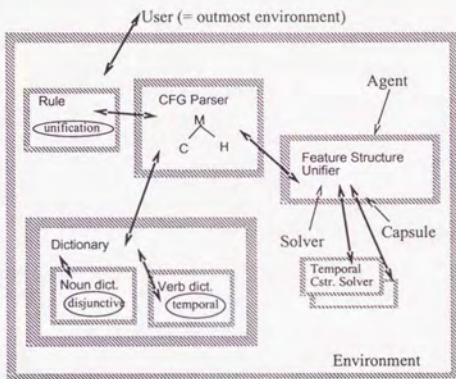 User (= outmost environment)
Rule
unification
CFG Parser
M
C
H
Agent
Feature Structure
Unifier
Solver
Capsule
Dictionary
Noun dict.
disjunctive
Verb dict.
temporal
Temporal
Cstr. Solver
Environment